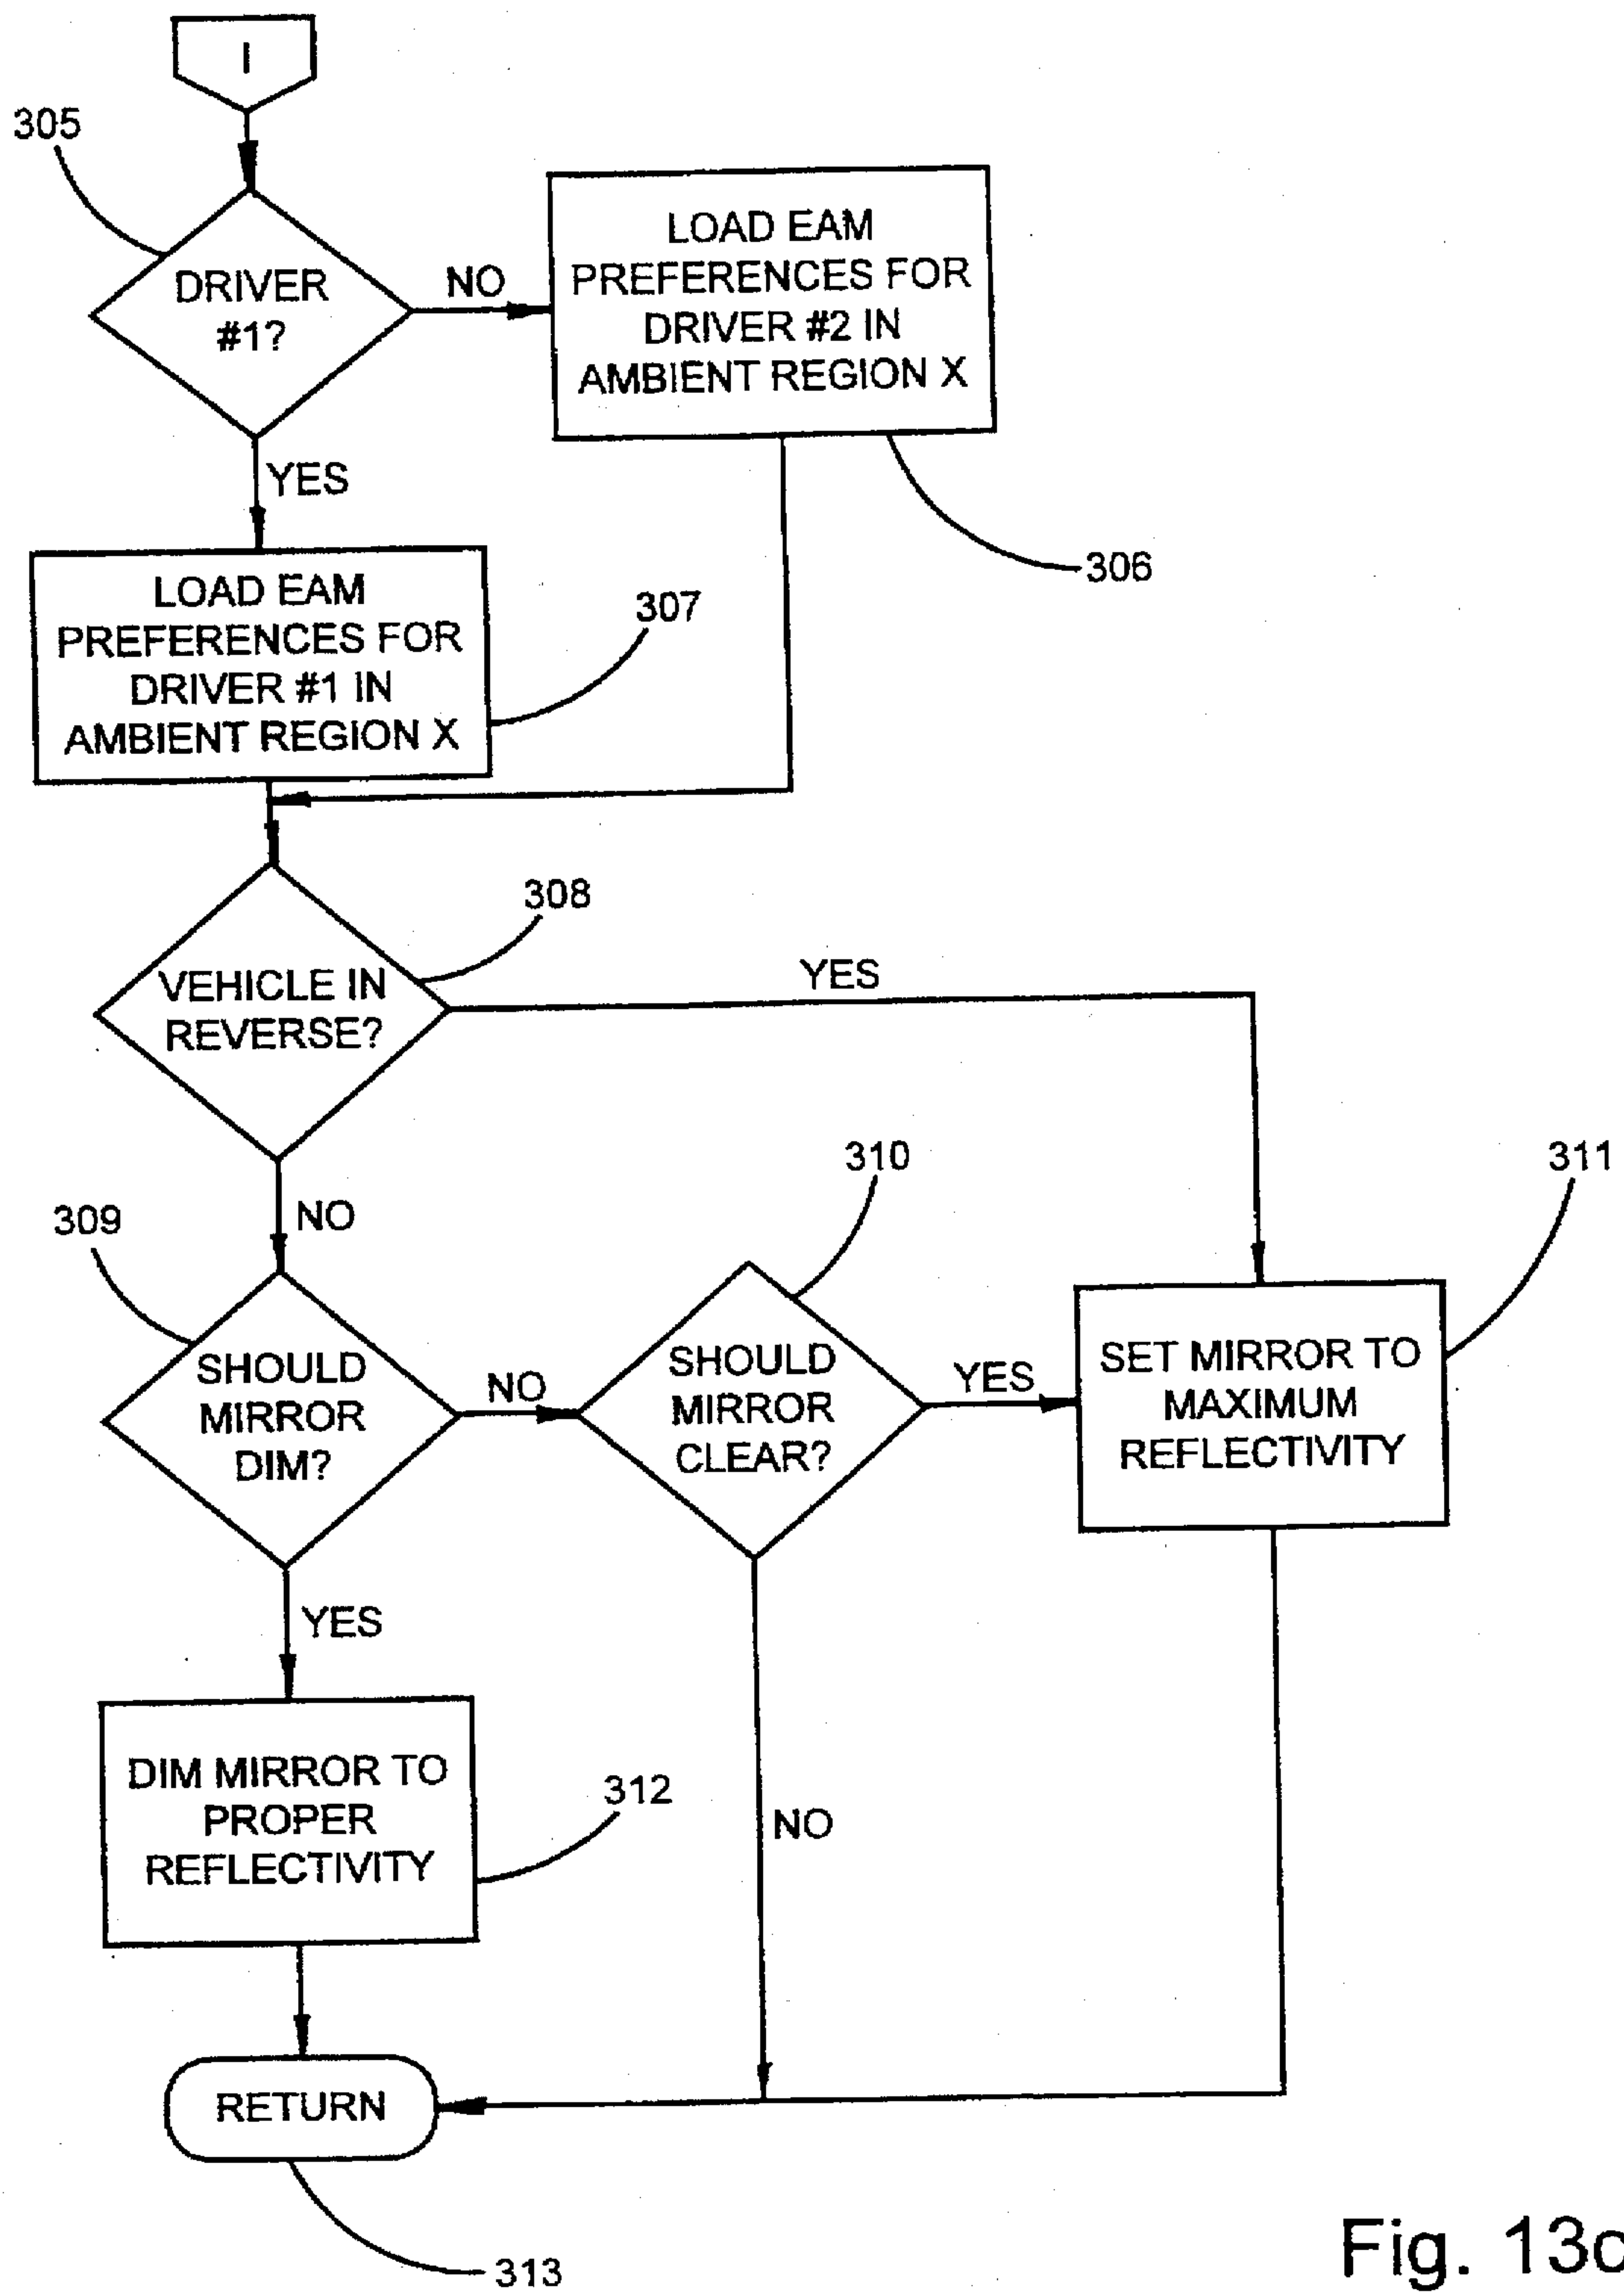 I
305
DRIVER
#1?
NO
LOAD EAM
PREFERENCES FOR
DRIVER #2 IN
AMBIENT REGION X
306
YES
LOAD EAM
PREFERENCES FOR
DRIVER #1 IN
AMBIENT REGION X
307
308
VEHICLE IN
REVERSE?
YES
NO
309
SHOULD
MIRROR
DIM?
NO
310
SHOULD
MIRROR
CLEAR?
YES
311
SET MIRROR TO
MAXIMUM
REFLECTIVITY
YES
NO
DIM MIRROR TO
PROPER
REFLECTIVITY
312
RETURN
313
Fig.